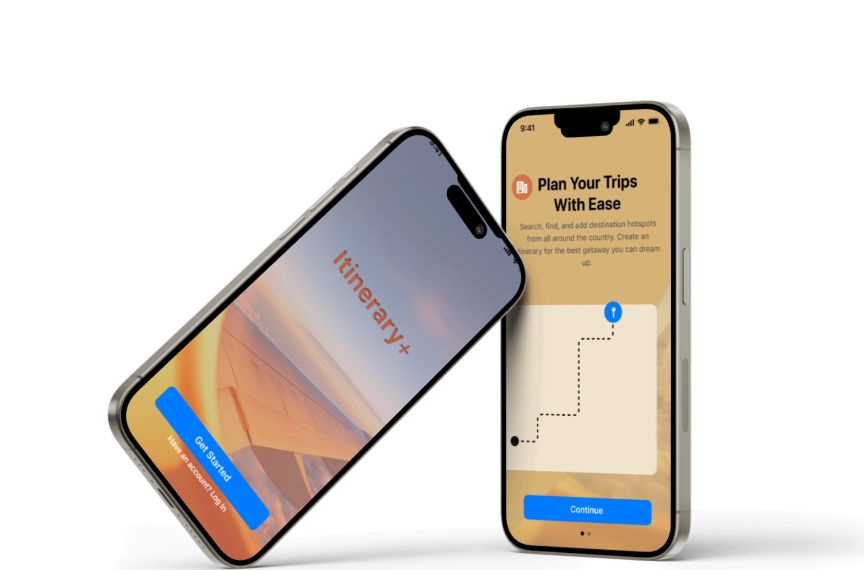 9:41
Itinerary+
Get Started
Have an account? Log In
9:41
Plan Your Trips
With Ease
Search, find, and add destination hotspots
from all around the country. Create an
itinerary for the best getaway you can dream
up.
Continue